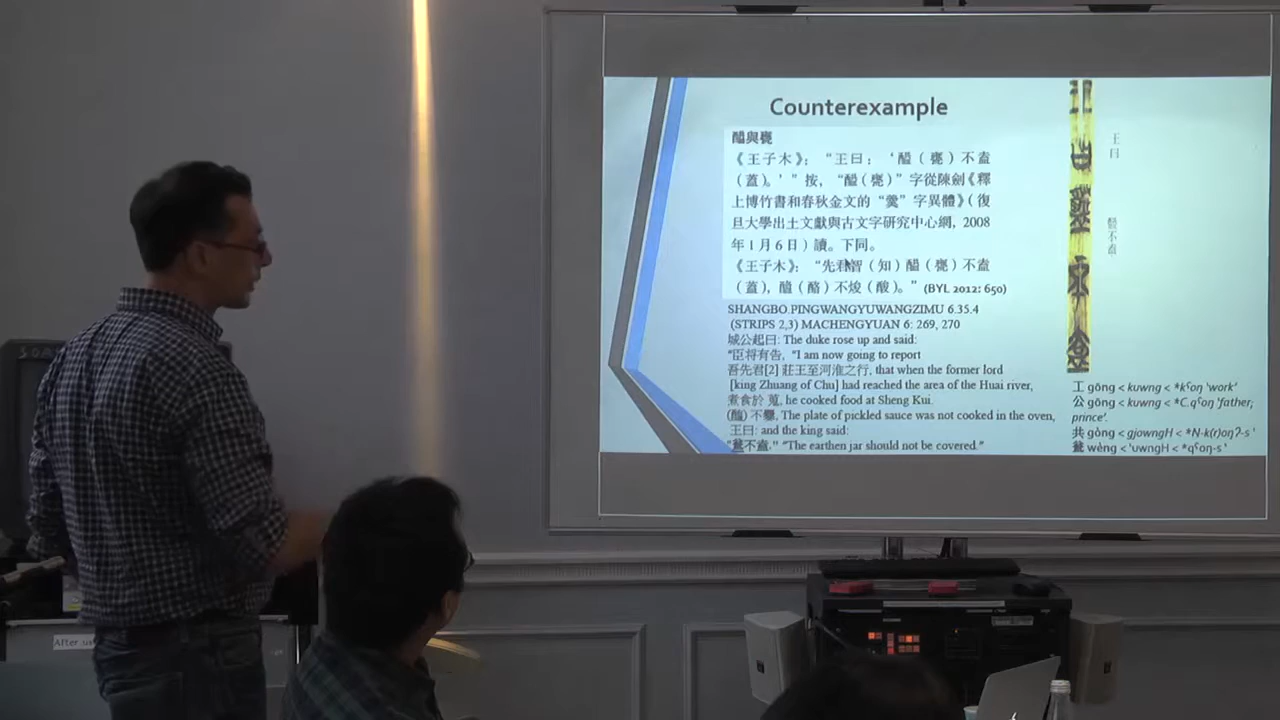 Counterexample
與甕
《王子木》：“王曰：‘（甕）不盍
（蓋）。’”按，“（甕）”字從陳劍《釋
上博竹書和春秋金文的“羹”字異體》（復
旦大學出土文獻與古文字研究中心網，2008
年1月6日）讀。下同。
《王子木》：“先君智（知）（甕）不盍
（蓋），（酪）不焌（酸）。” (BYL 2012: 650)
SHANGBO.PINGWANGYUWANGZIMU 6.35.4
(STRIPS 2,3) MACHENGYUAN 6: 269, 270
城公起曰: The duke rose up and said:
"臣将有告, "I am now going to report
吾先君[2] 莊王至河淮之行, that when the former lord
[king Zhuang of Chu] had reached the area of the Huai river,
煮食於 蒐, he cooked food at Sheng Kui.
不爨, The plate of pickled sauce was not cooked in the oven,
王曰: and the king said:
不盍." "The earthen jar should not be covered."
王曰
不盍
工 gōng < kuwng < *kˤoŋ 'work'
公 gōng < kuwng < *C.qˤoŋ 'father;
prince'.
共 gòng < gjowngH < *N-k(r)oŋʔ-s '
wèng < 'uwngH < *qˤoŋ-s '
After us